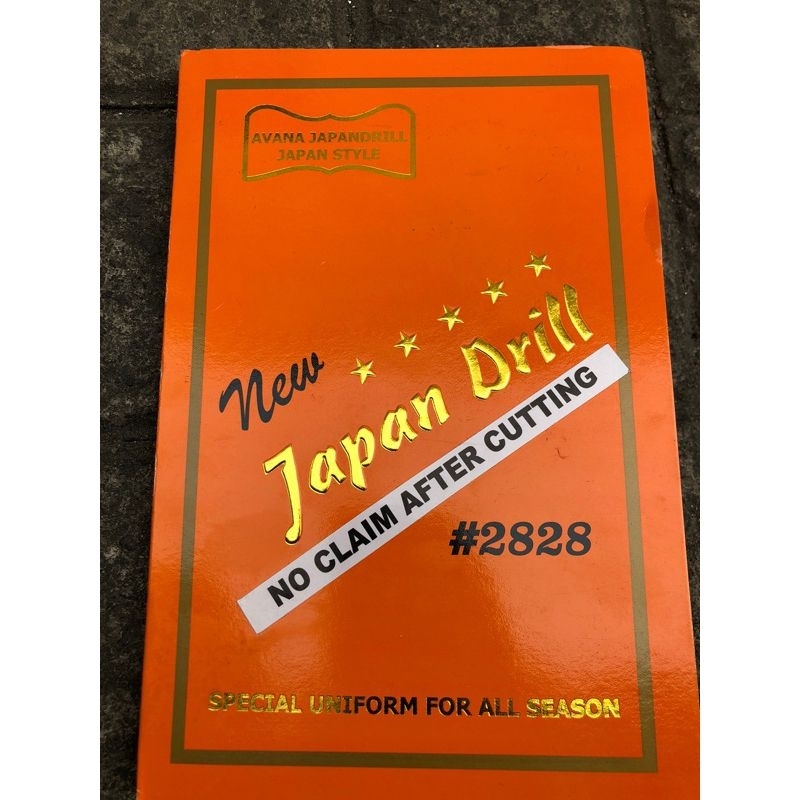 AVANA JAPANDRILL
JAPAN STYLE
New
Japan Drill
NO CLAIM AFTER CUTTING
#2828
SPECIAL UNIFORM FOR ALL SEASON